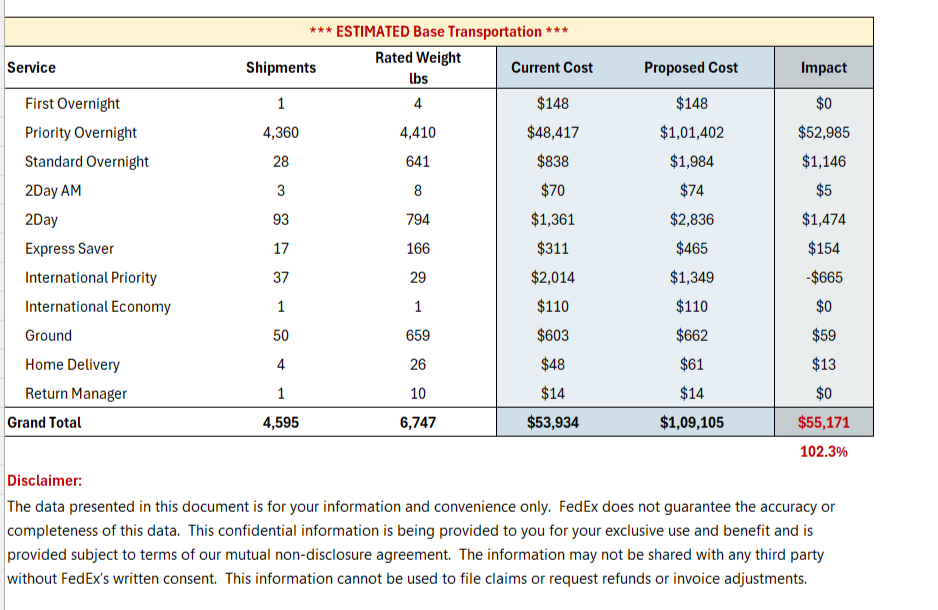 *** ESTIMATED Base Transportation ***
Service Shipments Rated Weight lbs Current Cost Proposed Cost Impact
First Overnight 1 4 $148 $148 $0
Priority Overnight 4,360 4,410 $48,417 $1,01,402 $52,985
Standard Overnight 28 641 $838 $1,984 $1,146
2Day AM 3 8 $70 $74 $5
2Day 93 794 $1,361 $2,836 $1,474
Express Saver 17 166 $311 $465 $154
International Priority 37 29 $2,014 $1,349 -$665
International Economy 1 1 $110 $110 $0
Ground 50 659 $603 $662 $59
Home Delivery 4 26 $48 $61 $13
Return Manager 1 10 $14 $14 $0
Grand Total 4,595 6,747 $53,934 $1,09,105 $55,171
102.3%
Disclaimer:
The data presented in this document is for your information and convenience only. FedEx does not guarantee the accuracy or
completeness of this data. This confidential information is being provided to you for your exclusive use and benefit and is
provided subject to terms of our mutual non-disclosure agreement. The information may not be shared with any third party
without FedEx's written consent. This information cannot be used to file claims or request refunds or invoice adjustments.